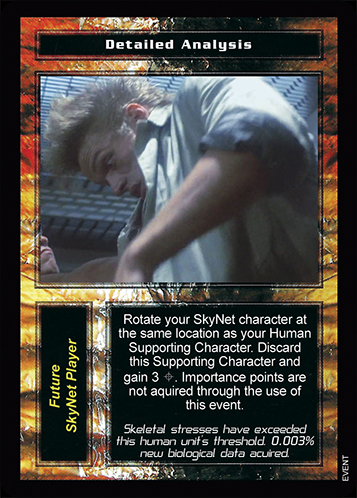 Detailed Analysis
Future
SkyNet Player
Rotate your SkyNet character at
the same location as your Human
Supporting Character. Discard
this Supporting Character and
gain 3 . Importance points are
not aquired through the use of
this event.
Skeletal stresses have exceeded
this human unit's threshold. 0.003%
new biological data acuired.
EVENT